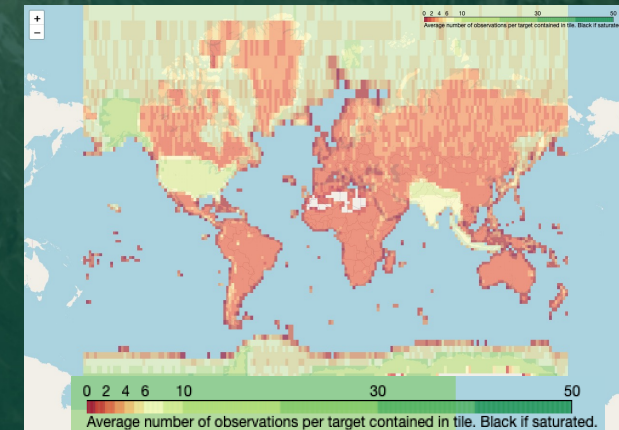 +
−
0 2 4 6 10 30 50
Average number of observations per target contained in tile. Black if saturate
0 2 4 6 10 30 50
Average number of observations per target contained in tile. Black if saturated.